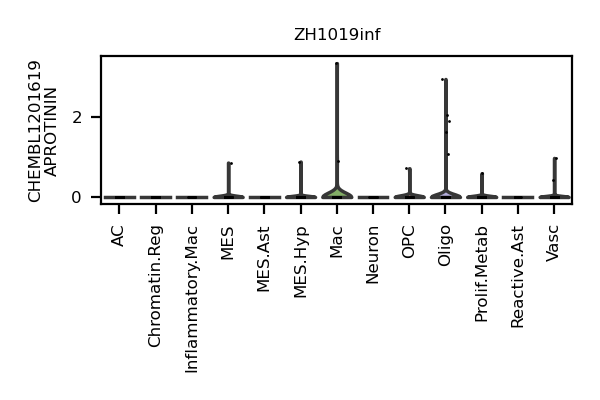 ZH1019inf
CHEMBL1201619
APROTININ
2
0
AC
Chromatin.Reg
Inflammatory.Mac
MES
MES.Ast
MES.Hyp
Mac
Neuron
OPC
Oligo
Prolif.Metab
Reactive.Ast
Vasc